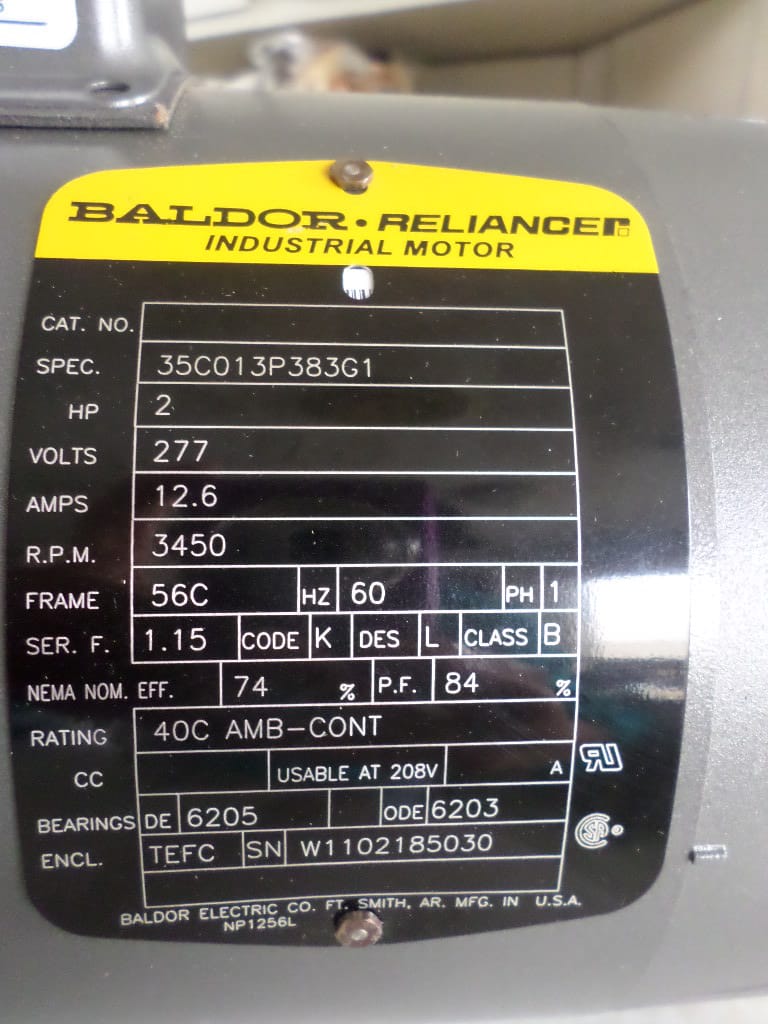 BALDOR • RELIANCE
INDUSTRIAL MOTOR
CAT. NO.
SPEC. 35C013P383G1
HP 2
VOLTS 277
AMPS 12.6
R.P.M. 3450
FRAME 56C HZ 60 PH 1
SER. F. 1.15 CODE K DES L CLASS B
NEMA NOM. EFF. 74 % P.F. 84 %
RATING 40C AMB-CONT
CC USABLE AT 208V A
BEARINGS DE 6205 ODE 6203
ENCL. TEFC SN W1102185030
BALDOR ELECTRIC CO. FT. SMITH, AR. MFG. IN U.S.A.
NP1256L